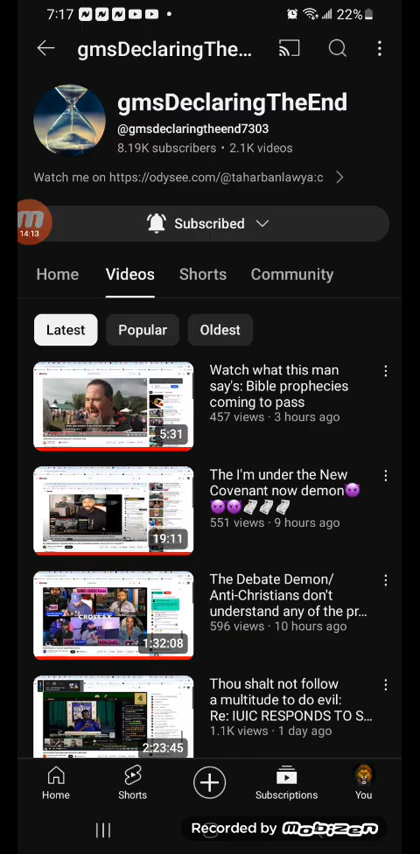 7:17 22%
gmsDeclaringThe...
gmsDeclaringTheEnd
@gmsdeclaringtheend7303
8.19K subscribers • 2.1K videos
Watch me on https://odysee.com/@taharbanlawya:c
14:13
Subscribed
Home Videos Shorts Community
Latest Popular Oldest
Watch what this man
say's: Bible prophecies
coming to pass
457 views · 3 hours ago
5:31
The I'm under the New
Covenant now demon😈
😈😈
551 views · 9 hours ago
19:11
The Debate Demon/
Anti-Christians don't
understand any of the pr...
596 views · 10 hours ago
CROSS EX
1:32:08
Thou shalt not follow
a multitude to do evil:
Re: IUIC RESPONDS TO S...
1.1K views · 1 day ago
2:23:45
Home Shorts Subscriptions You
Recorded by Mobizen